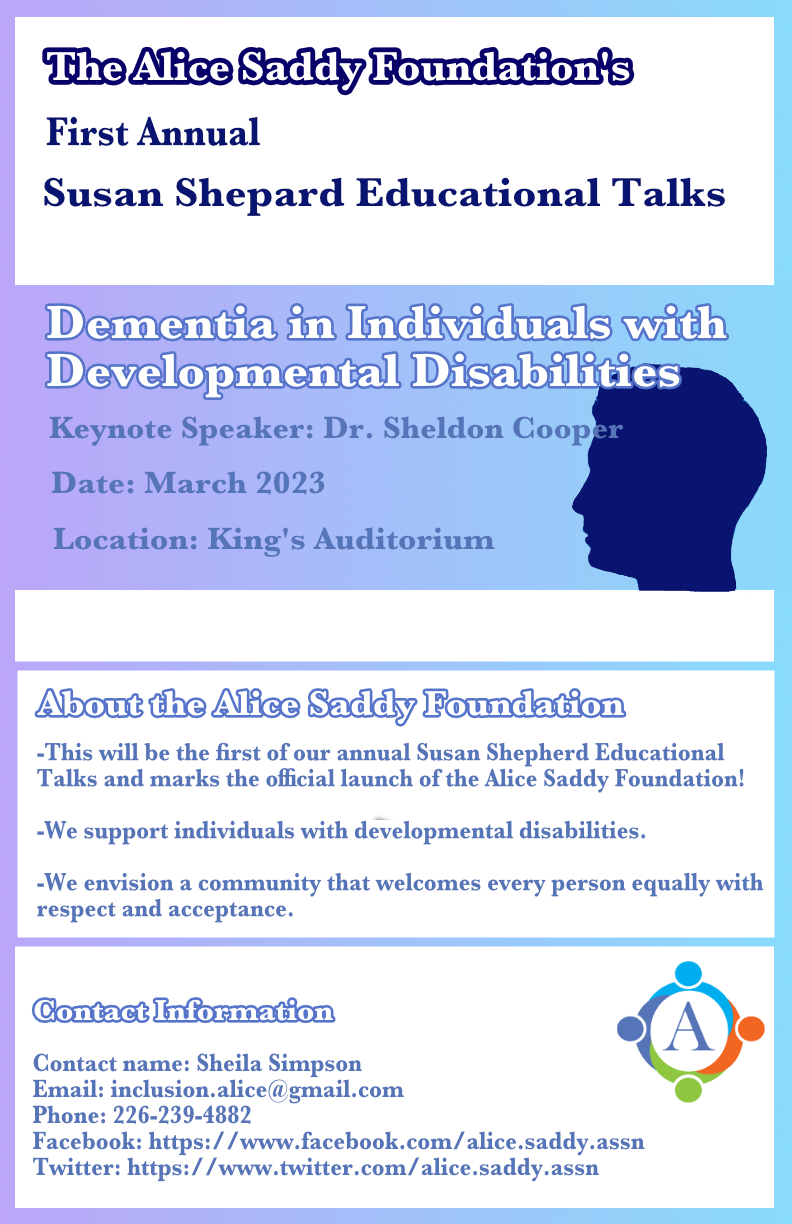 The Alice Saddy Foundation's
First Annual
Susan Shepard Educational Talks
Dementia in Individuals with
Developmental Disabilities
Keynote Speaker: Dr. Sheldon Cooper
Date: March 2023
Location: King's Auditorium
About the Alice Saddy Foundation
-This will be the first of our annual Susan Shepherd Educational
Talks and marks the official launch of the Alice Saddy Foundation!
-We support individuals with developmental disabilities.
-We envision a community that welcomes every person equally with
respect and acceptance.
A
Contact Information
Contact name: Sheila Simpson
Email: inclusion.alice@gmail.com
Phone: 226-239-4882
Facebook: https://www.facebook.com/alice.saddy.assn
Twitter: https://www.twitter.com/alice.saddy.assn